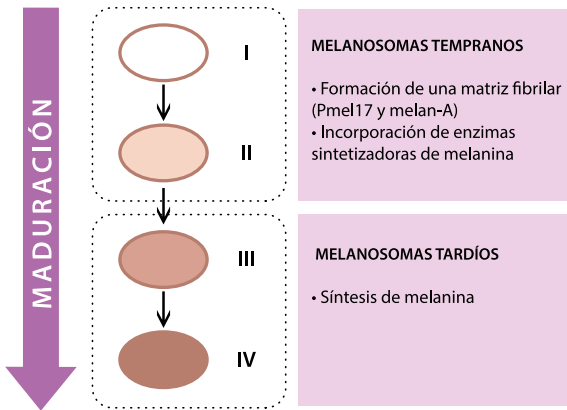 MADURACIÓN
I
II
III
IV
MELANOSOMAS TEMPRANOS
• Formación de una matriz fibrilar
(Pmel17 y melan-A)
• Incorporación de enzimas
sintetizadoras de melanina
MELANOSOMAS TARDÍOS
• Síntesis de melanina